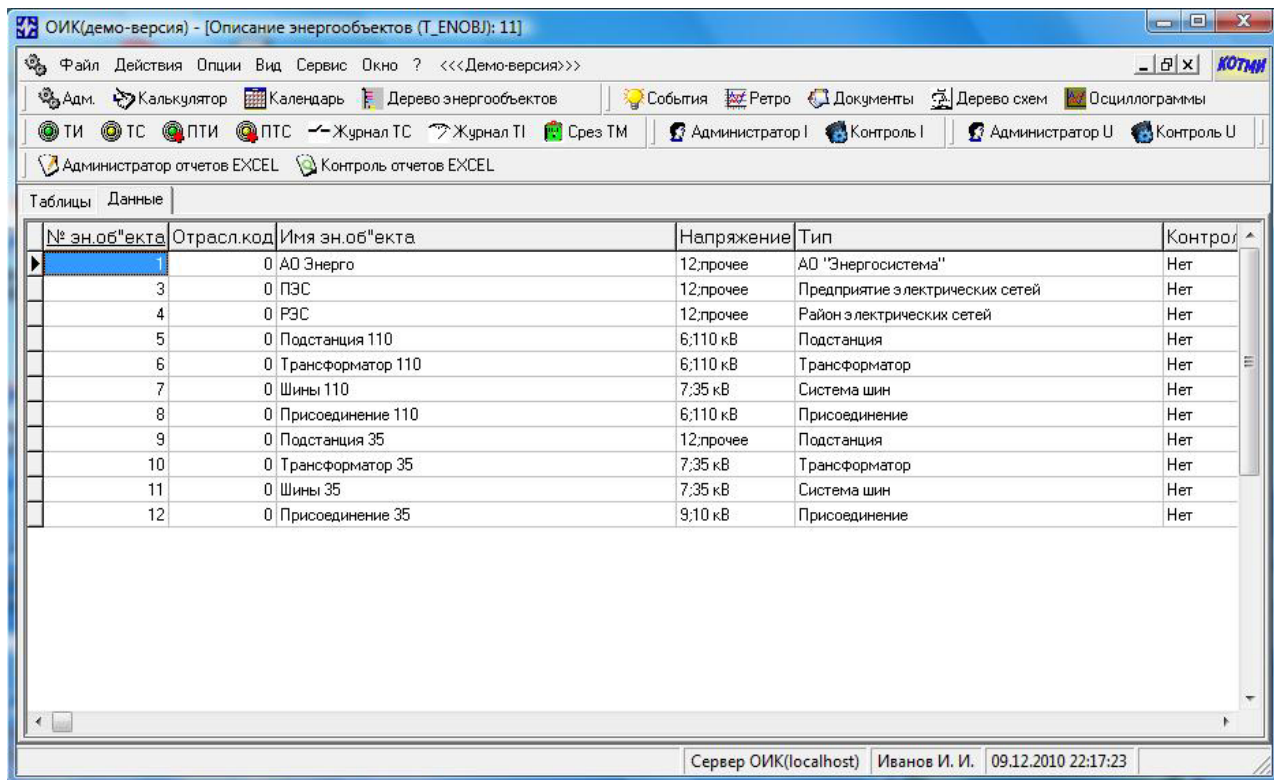 ОИК(демо-версия) - [Описание энергообъектов (T_ENOBJ): 11]
Файл Действия Опции Вид Сервис Окно ? <<<Демо-версия>>> КОТМИ
Адм. Калькулятор Календарь Дерево энергообъектов События Ретро Документы Дерево схем Осциллограммы
ТИ ТС ПТИ ПТС Журнал ТС Журнал TI Срез ТМ Администратор I Контроль I Администратор U Контроль U
Администратор отчетов EXCEL Контроль отчетов EXCEL
Таблицы Данные
№ эн.об"екта Отрасл.код Имя эн.об"екта Напряжение Тип Контрол
1 0 АО Энерго 12;прочее АО "Энергосистема" Нет
3 0 ПЭС 12;прочее Предприятие электрических сетей Нет
4 0 РЭС 12;прочее Район электрических сетей Нет
5 0 Подстанция 110 6;110 кВ Подстанция Нет
6 0 Трансформатор 110 6;110 кВ Трансформатор Нет
7 0 Шины 110 7;35 кВ Система шин Нет
8 0 Присоединение 110 6;110 кВ Присоединение Нет
9 0 Подстанция 35 12;прочее Подстанция Нет
10 0 Трансформатор 35 7;35 кВ Трансформатор Нет
11 0 Шины 35 7;35 кВ Система шин Нет
12 0 Присоединение 35 9;10 кВ Присоединение Нет
Сервер ОИК(localhost) Иванов И. И. 09.12.2010 22:17:23